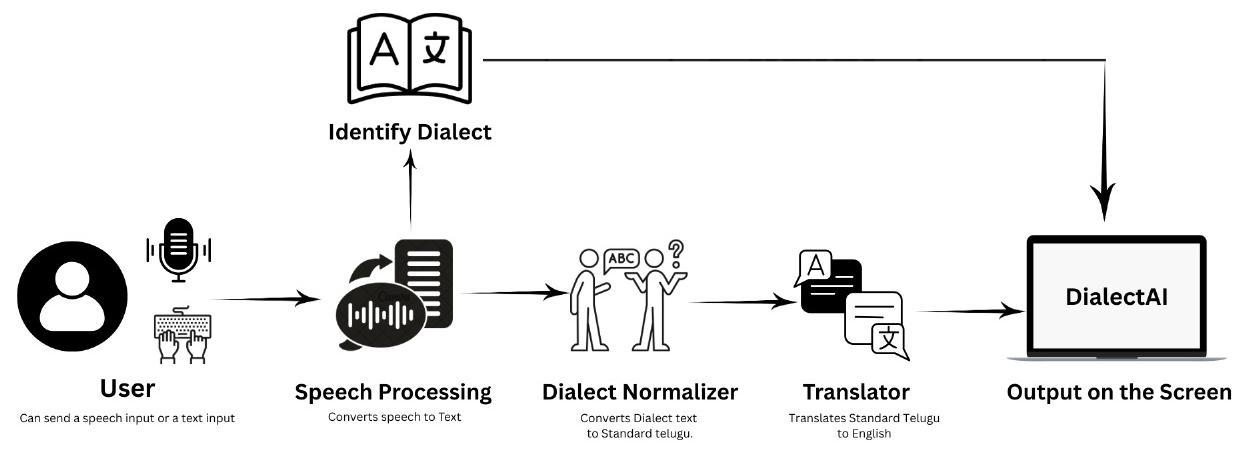 A 文
Identify Dialect
ABC ?
A
文
DialectAI
User
Can send a speech input or a text input
Speech Processing
Converts speech to Text
Dialect Normalizer
Converts Dialect text
to Standard telugu.
Translator
Translates Standard Telugu
to English
Output on the Screen